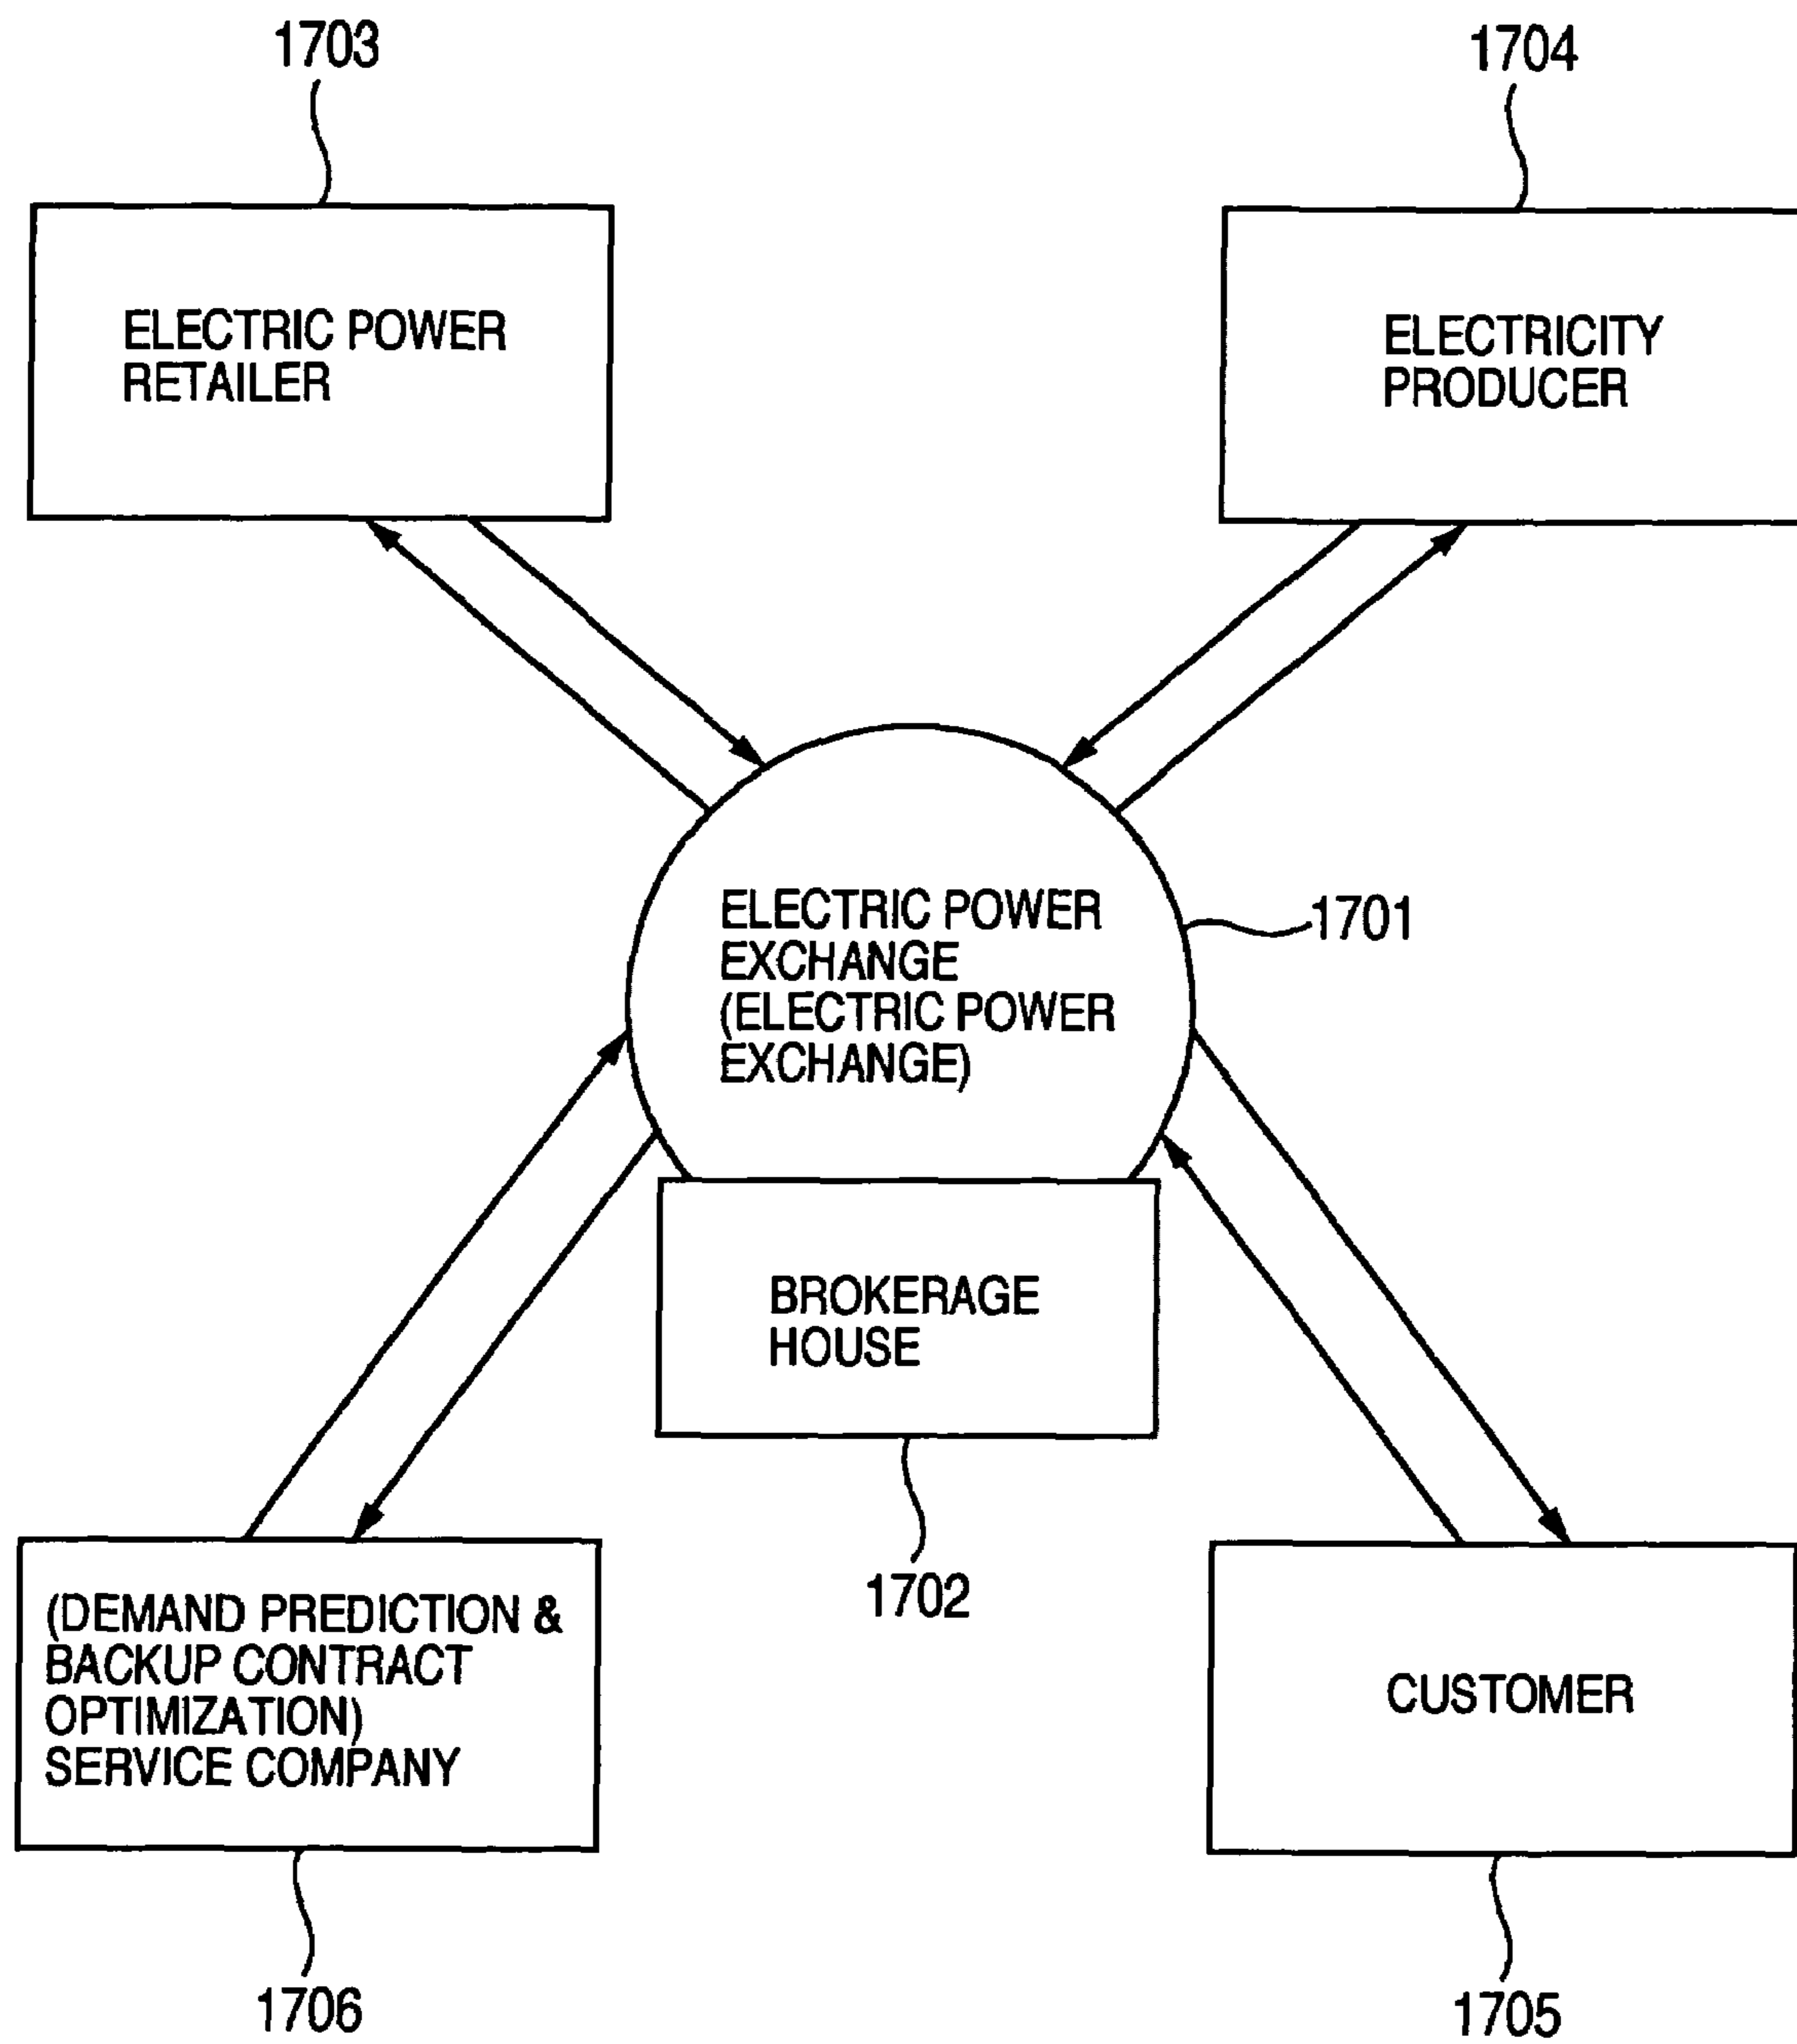 1703
1704
ELECTRIC POWER
RETAILER
ELECTRICITY
PRODUCER
ELECTRIC POWER
EXCHANGE
(ELECTRIC POWER
EXCHANGE)
1701
BROKERAGE
HOUSE
1702
(DEMAND PREDICTION &
BACKUP CONTRACT
OPTIMIZATION)
SERVICE COMPANY
CUSTOMER
1706
1705